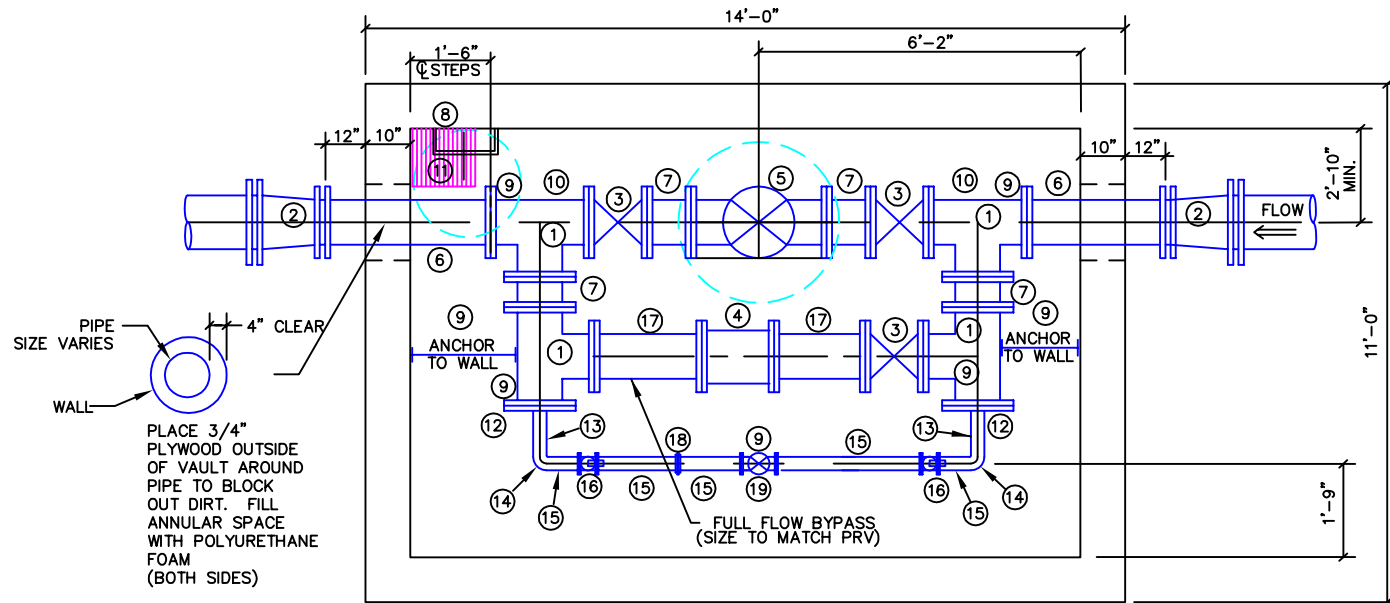 14'-0"
6'-2"
1'-6"
℄ STEPS
12" 10"
10" 12"
2'-10"
MIN.
8
11
9 10 3 7 5 7 3 10 9 6
2 1 1 2
FLOW
6
7 7
9 17 4 17 3 1 9
ANCHOR
TO WALL
1
ANCHOR
TO WALL
9 9
12 13 18 9 15 13 12
14 16 15 15 19 16 15 14
15
PIPE
SIZE VARIES
4" CLEAR
WALL
PLACE 3/4"
PLYWOOD OUTSIDE
OF VAULT AROUND
PIPE TO BLOCK
OUT DIRT. FILL
ANNULAR SPACE
WITH POLYURETHANE
FOAM
(BOTH SIDES)
FULL FLOW BYPASS
(SIZE TO MATCH PRV)
1'-9"
11'-0"